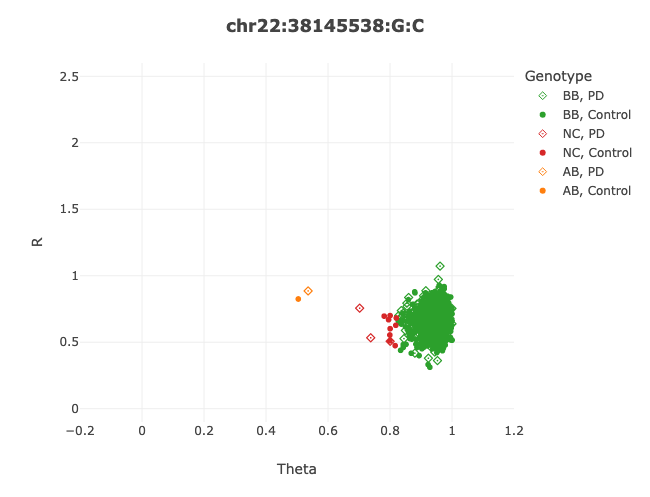 chr22:38145538:G:C
Genotype
BB, PD
BB, Control
NC, PD
NC, Control
AB, PD
AB, Control
2.5
2
1.5
1
0.5
0
R
−0.2 0 0.2 0.4 0.6 0.8 1 1.2
Theta